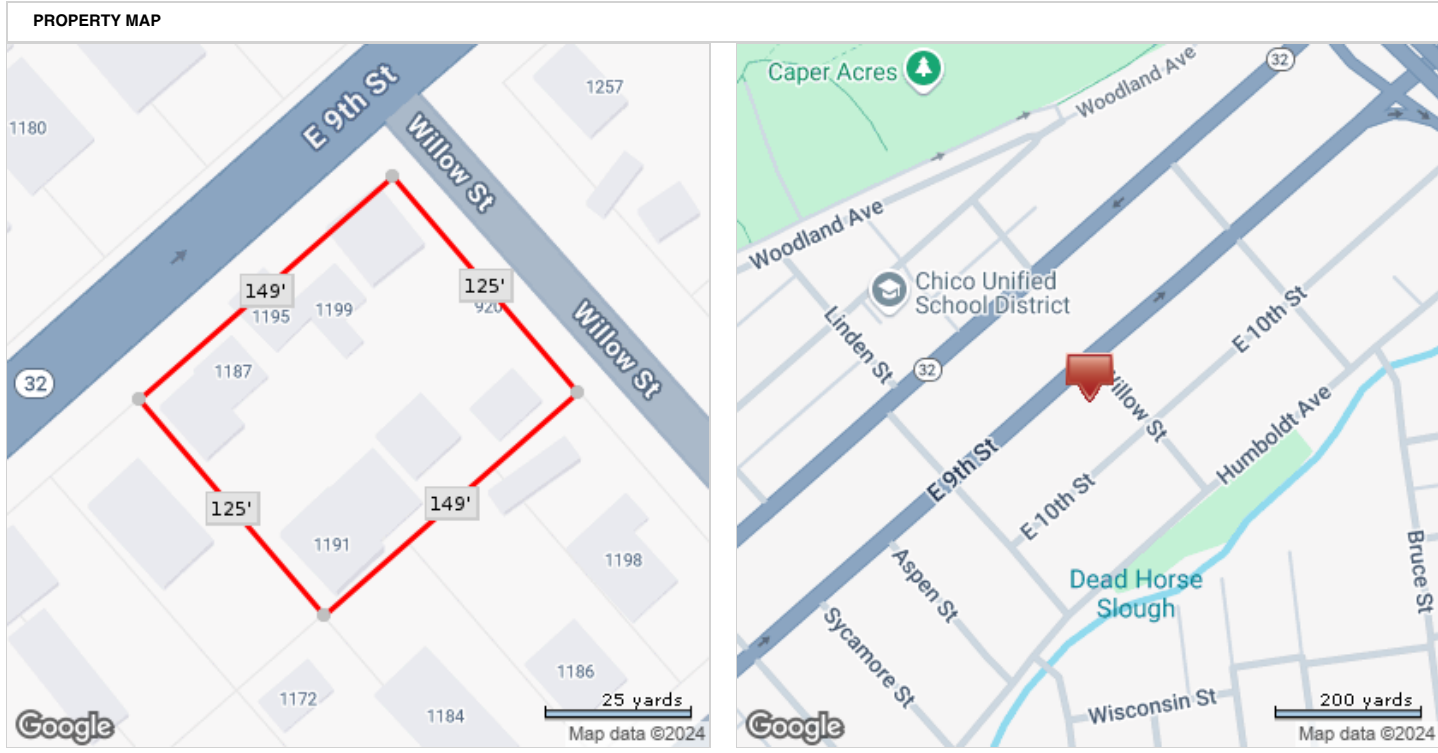 PROPERTY MAP
E 9th St
1257
1180
Willow St
149'
125'
1195
1199
920
Willow St
32
1187
125'
149'
1191
1198
1186
1172
1184
25 yards
Google
Map data ©2024
32
Caper Acres
Woodland Ave
Woodland Ave
Chico Unified
School District
Linden St
E 10th St
32
Willow St
Humboldt Ave
E 9th St
E 10th St
Aspen St
Bruce St
Dead Horse
Slough
Sycamore St
Wisconsin St
200 yards
Google
Map data ©2024